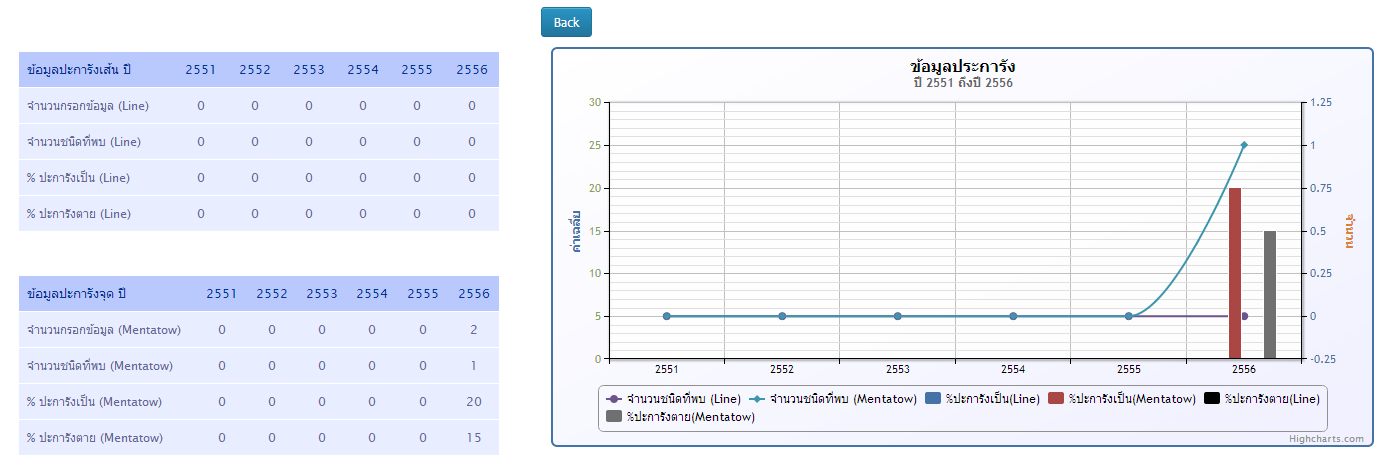 Back
ข้อมูลปะการังเส้น ปี 2551 2552 2553 2554 2555 2556
จำนวนกรอกข้อมูล (Line) 0 0 0 0 0 0
จำนวนชนิดที่พบ (Line) 0 0 0 0 0 0
% ปะการังเป็น (Line) 0 0 0 0 0 0
% ปะการังตาย (Line) 0 0 0 0 0 0
ข้อมูลปะการังจุด ปี 2551 2552 2553 2554 2555 2556
จำนวนกรอกข้อมูล (Mentatow) 0 0 0 0 0 2
จำนวนชนิดที่พบ (Mentatow) 0 0 0 0 0 1
% ปะการังเป็น (Mentatow) 0 0 0 0 0 20
% ปะการังตาย (Mentatow) 0 0 0 0 0 15
ข้อมูลประการัง
ปี 2551 ถึงปี 2556
30 1.25
25 1
20 0.75
15 0.5
10 0.25
5 0
0 -0.25
ค่าเฉลี่ย
จำนวน
2551 2552 2553 2554 2555 2556
จำนวนชนิดที่พบ (Line) จำนวนชนิดที่พบ (Mentatow) %ปะการังเป็น(Line) %ปะการังเป็น(Mentatow) %ปะการังตาย(Line)
%ปะการังตาย(Mentatow)
Highcharts.com